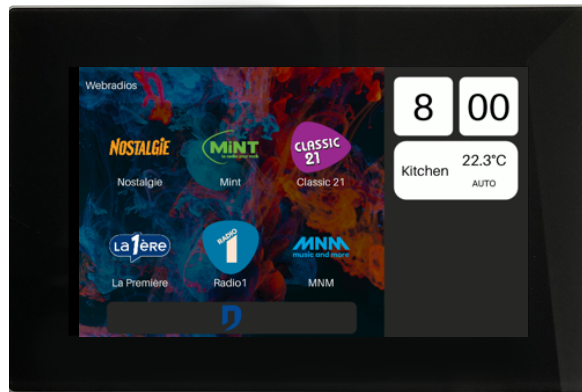 Webradios
NOSTALGiE
Nostalgie
MiNT
Mint
CLASSIC
21
Classic 21
La 1ère
La Première
RADIO
1
Radio1
MNM
music and more
MNM
8 00
Kitchen
22.3°C
AUTO